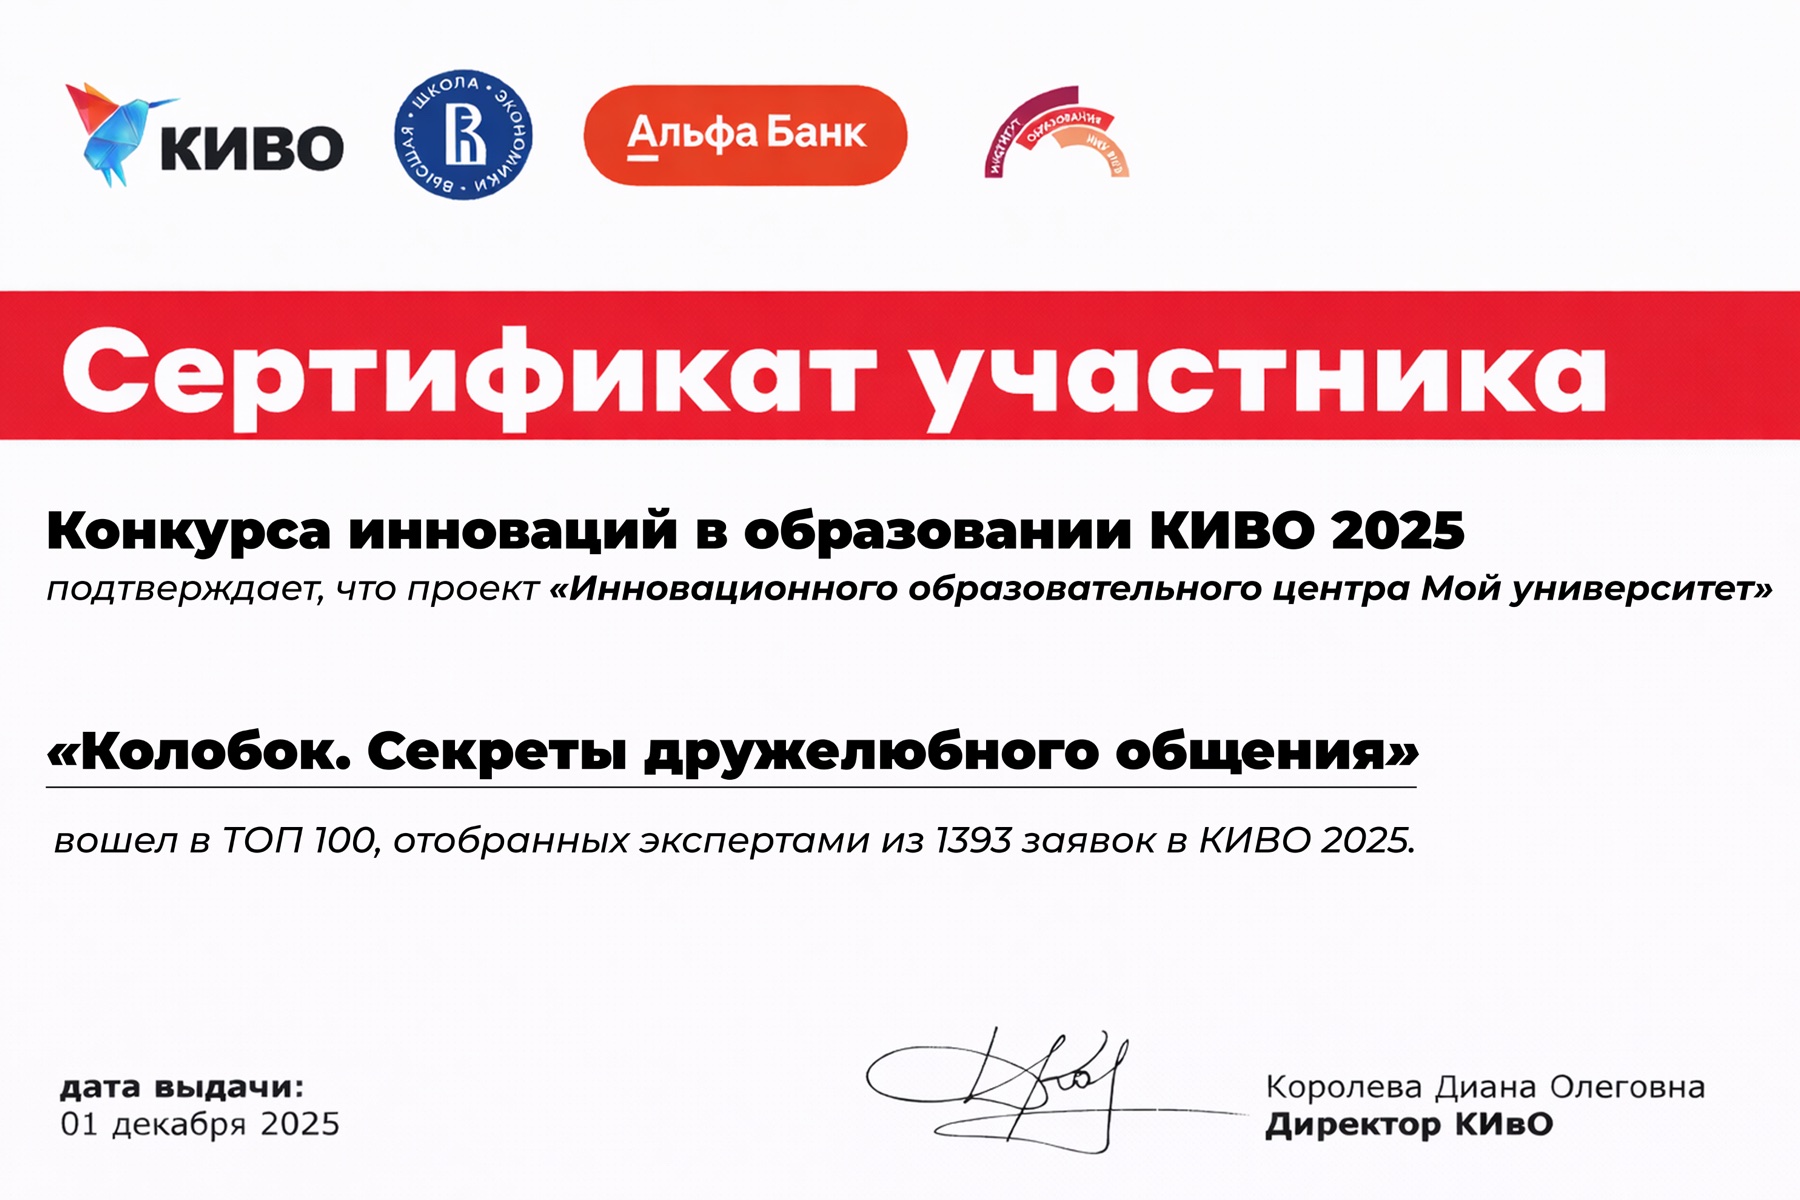 КИВО
ВЫСШАЯ • ШКОЛА • ЭКОНОМИКИ
Альфа Банк
ИНСТИТУТ
ОБРАЗОВАНИЯ
Сертификат участника
Конкурса инноваций в образовании КИВО 2025
подтверждает, что проект «Инновационного образовательного центра Мой университет»
«Колобок. Секреты дружелюбного общения»
вошел в ТОП 100, отобранных экспертами из 1393 заявок в КИВО 2025.
дата выдачи:
01 декабря 2025
Королева Диана Олеговна
Директор КИвО